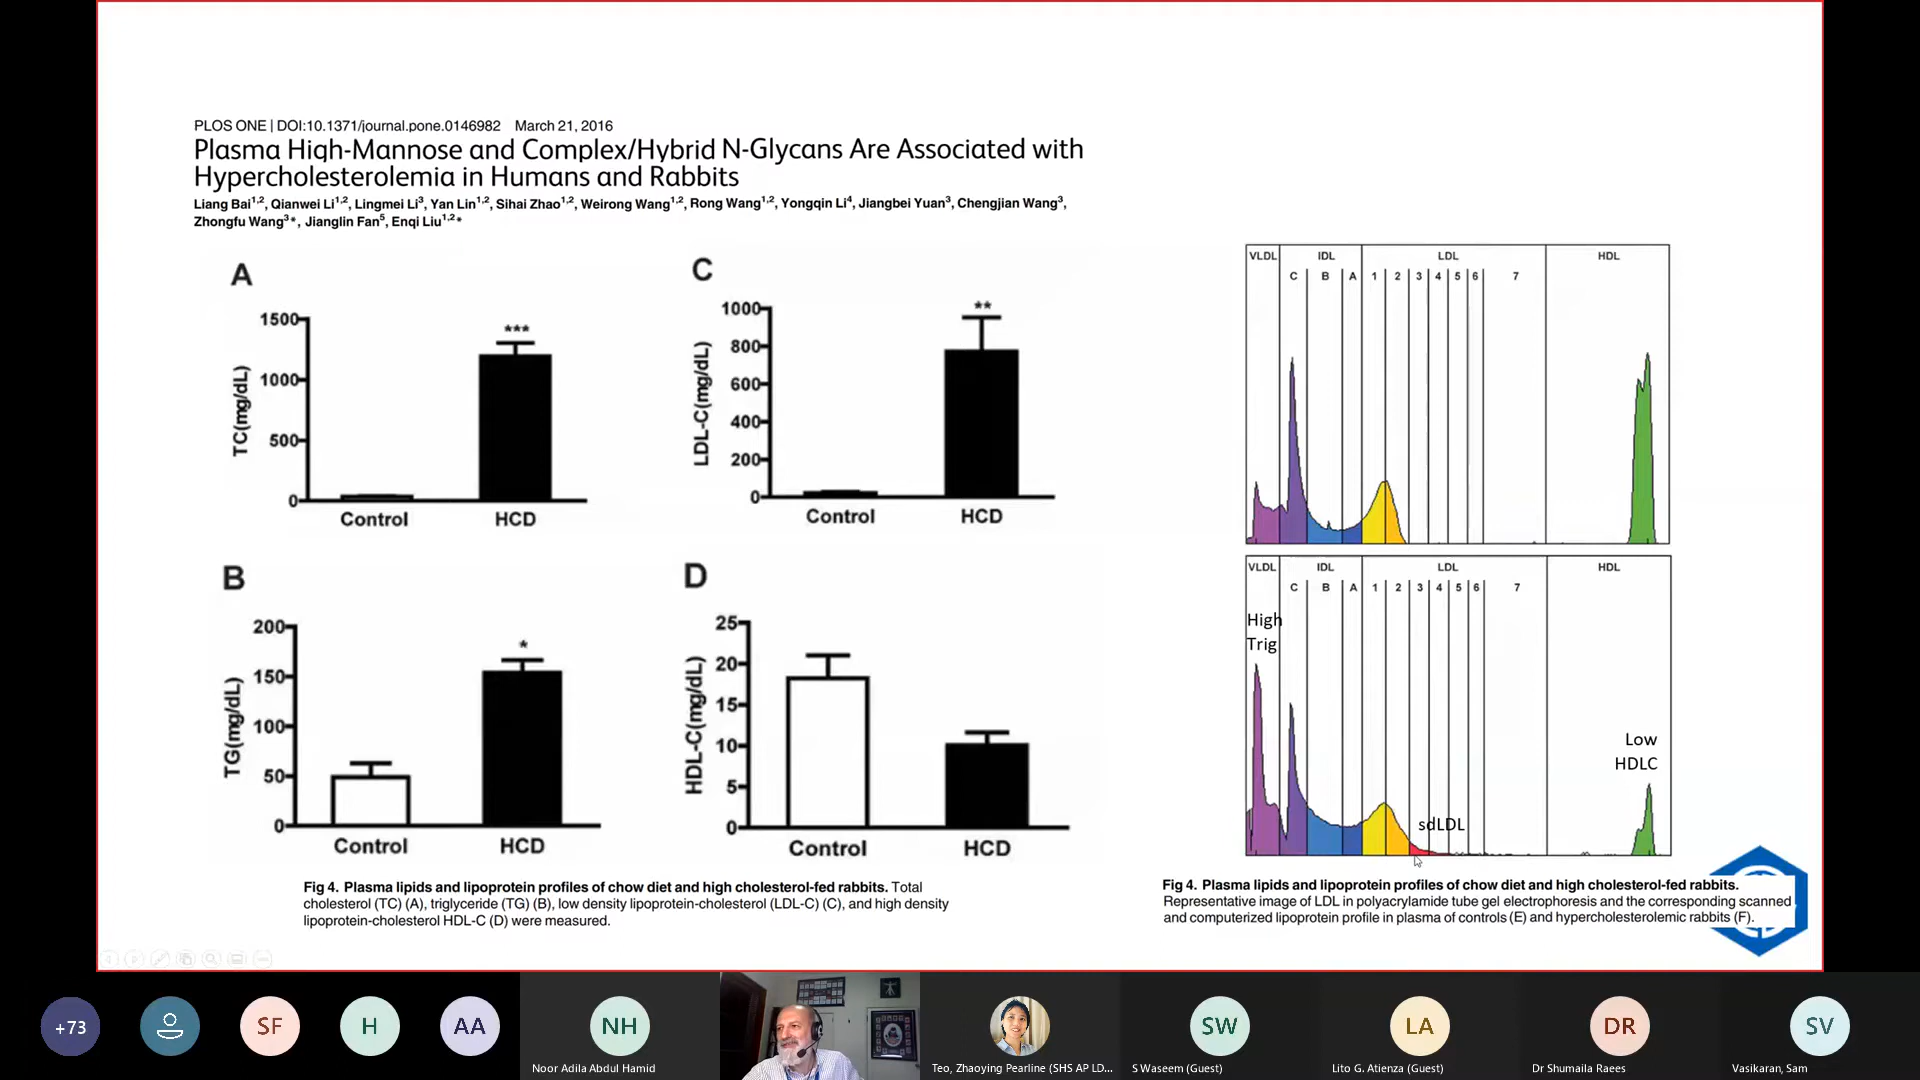 PLOS ONE | DOI:10.1371/journal.pone.0146982 March 21, 2016
Plasma High-Mannose and Complex/Hybrid N-Glycans Are Associated with
Hypercholesterolemia in Humans and Rabbits
Liang Bai1,2, Qianwei Li1,2, Lingmei Li3, Yan Lin1,2, Sihai Zhao1,2, Weirong Wang1,2, Rong Wang1,2, Yongqin Li4, Jiangbei Yuan3, Chengjian Wang3,
Zhongfu Wang3*, Jianglin Fan5, Enqi Liu1,2*
A
TC(mg/dL)
1500
1000
500
0
***
Control HCD
C
LDL-C(mg/dL)
1000
800
600
400
200
0
**
Control HCD
B
TG(mg/dL)
200
150
100
50
0
*
Control HCD
D
HDL-C(mg/dL)
25
20
15
10
5
0
Control HCD
Fig 4. Plasma lipids and lipoprotein profiles of chow diet and high cholesterol-fed rabbits. Total
cholesterol (TC) (A), triglyceride (TG) (B), low density lipoprotein-cholesterol (LDL-C) (C), and high density
lipoprotein-cholesterol HDL-C (D) were measured.
VLDL IDL LDL HDL
C B A 1 2 3 4 5 6 7
VLDL IDL LDL HDL
C B A 1 2 3 4 5 6 7
High
Trig
Low
HDLC
sdLDL
Fig 4. Plasma lipids and lipoprotein profiles of chow diet and high cholesterol-fed rabbits.
Representative image of LDL in polyacrylamide tube gel electrophoresis and the corresponding scanned
and computerized lipoprotein profile in plasma of controls (E) and hypercholesterolemic rabbits (F).
+73
SF
H
AA
NH
SW
LA
DR
SV
Noor Adila Abdul Hamid
Teo, Zhaoying Pearline (SHS AP LD...
S Waseem (Guest)
Lito G. Atienza (Guest)
Dr Shumaila Raees
Vasikaran, Sam